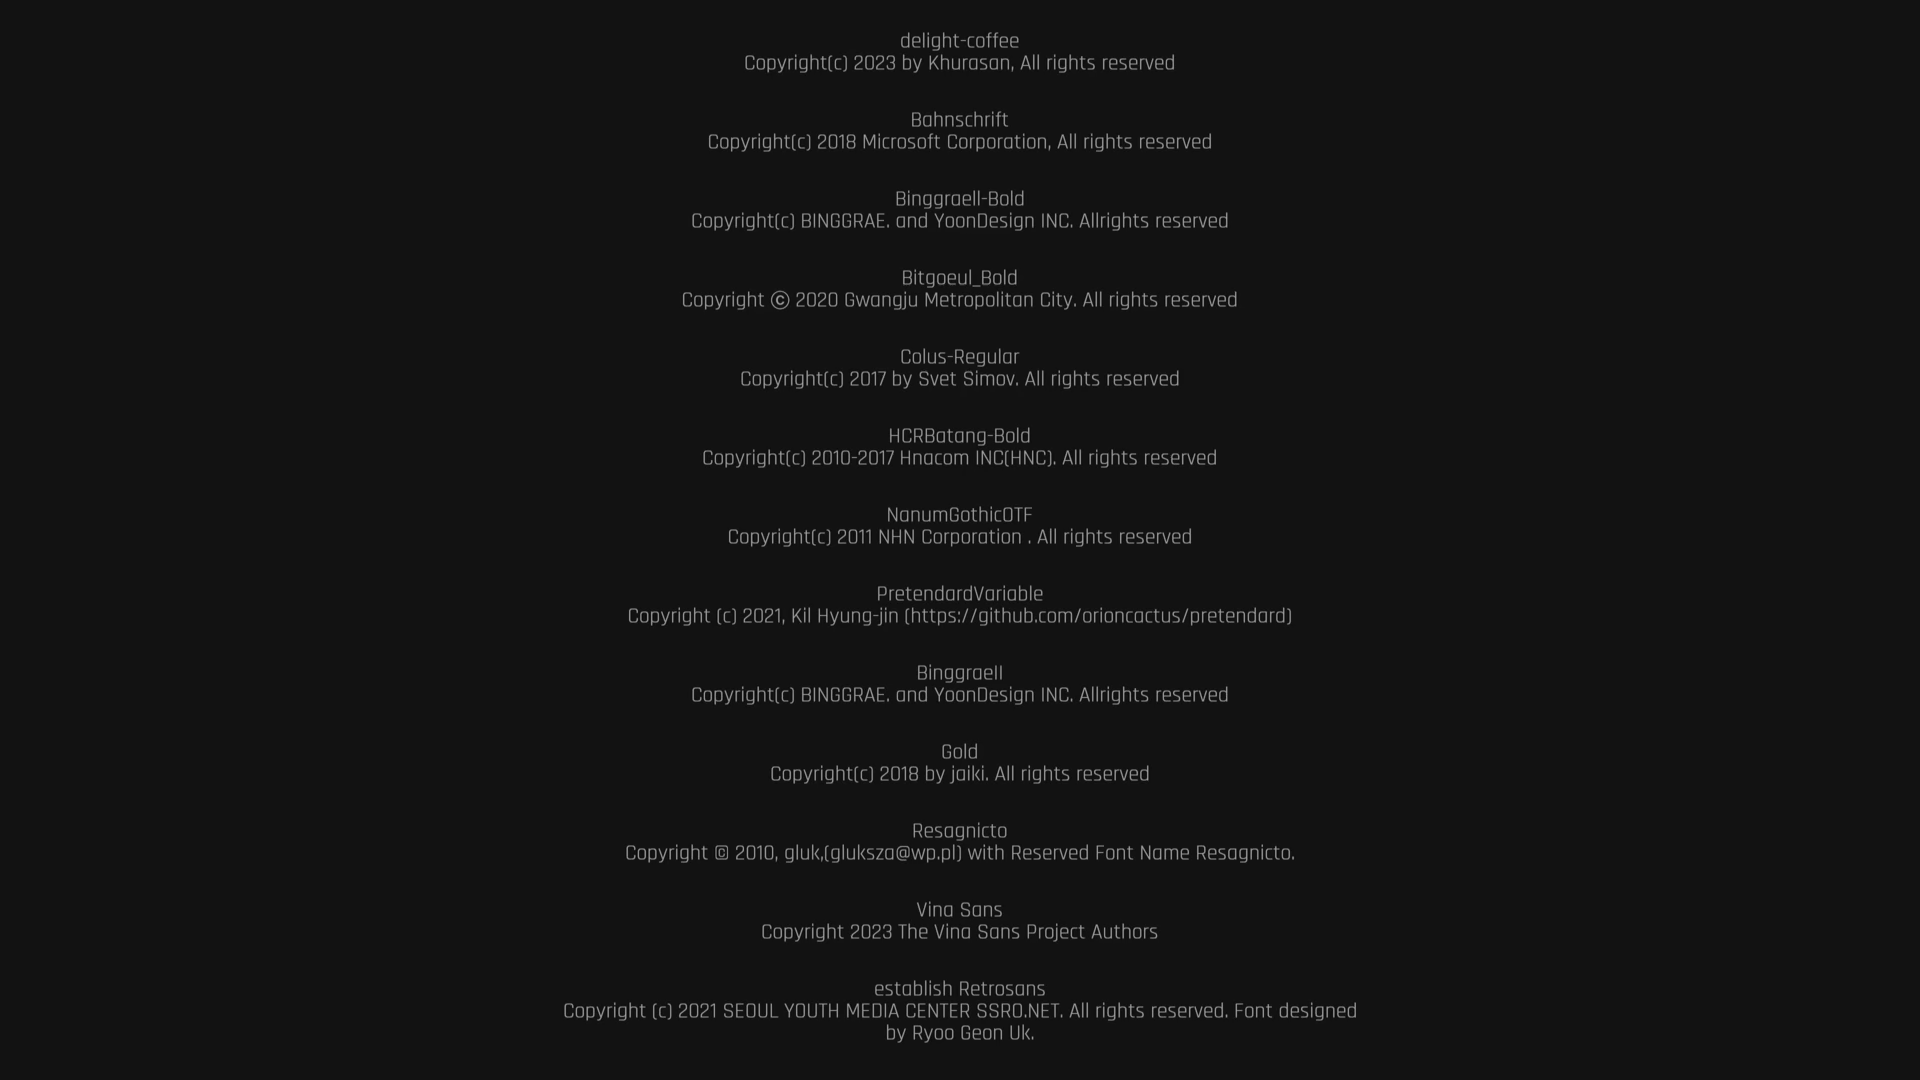 delight-coffee
Copyright(c) 2023 by Khurasan, All rights reserved
Bahnschrift
Copyright(c) 2018 Microsoft Corporation, All rights reserved
Binggraell-Bold
Copyright(c) BINGGRAE. and YoonDesign INC. Allrights reserved
Bitgoeul_Bold
Copyright ⓒ 2020 Gwangju Metropolitan City. All rights reserved
Colus-Regular
Copyright(c) 2017 by Svet Simov. All rights reserved
HCRBatang-Bold
Copyright(c) 2010-2017 Hnacom INC(HNC). All rights reserved
NanumGothicOTF
Copyright(c) 2011 NHN Corporation . All rights reserved
PretendardVariable
Copyright (c) 2021, Kil Hyung-jin (https://github.com/orioncactus/pretendard)
BinggraeII
Copyright(c) BINGGRAE. and YoonDesign INC. Allrights reserved
Gold
Copyright(c) 2018 by jaiki. All rights reserved
Resagnicto
Copyright © 2010, gluk,(gluksza@wp.pl) with Reserved Font Name Resagnicto.
Vina Sans
Copyright 2023 The Vina Sans Project Authors
establish Retrosans
Copyright (c) 2021 SEOUL YOUTH MEDIA CENTER SSRO.NET. All rights reserved. Font designed
by Ryoo Geon Uk.